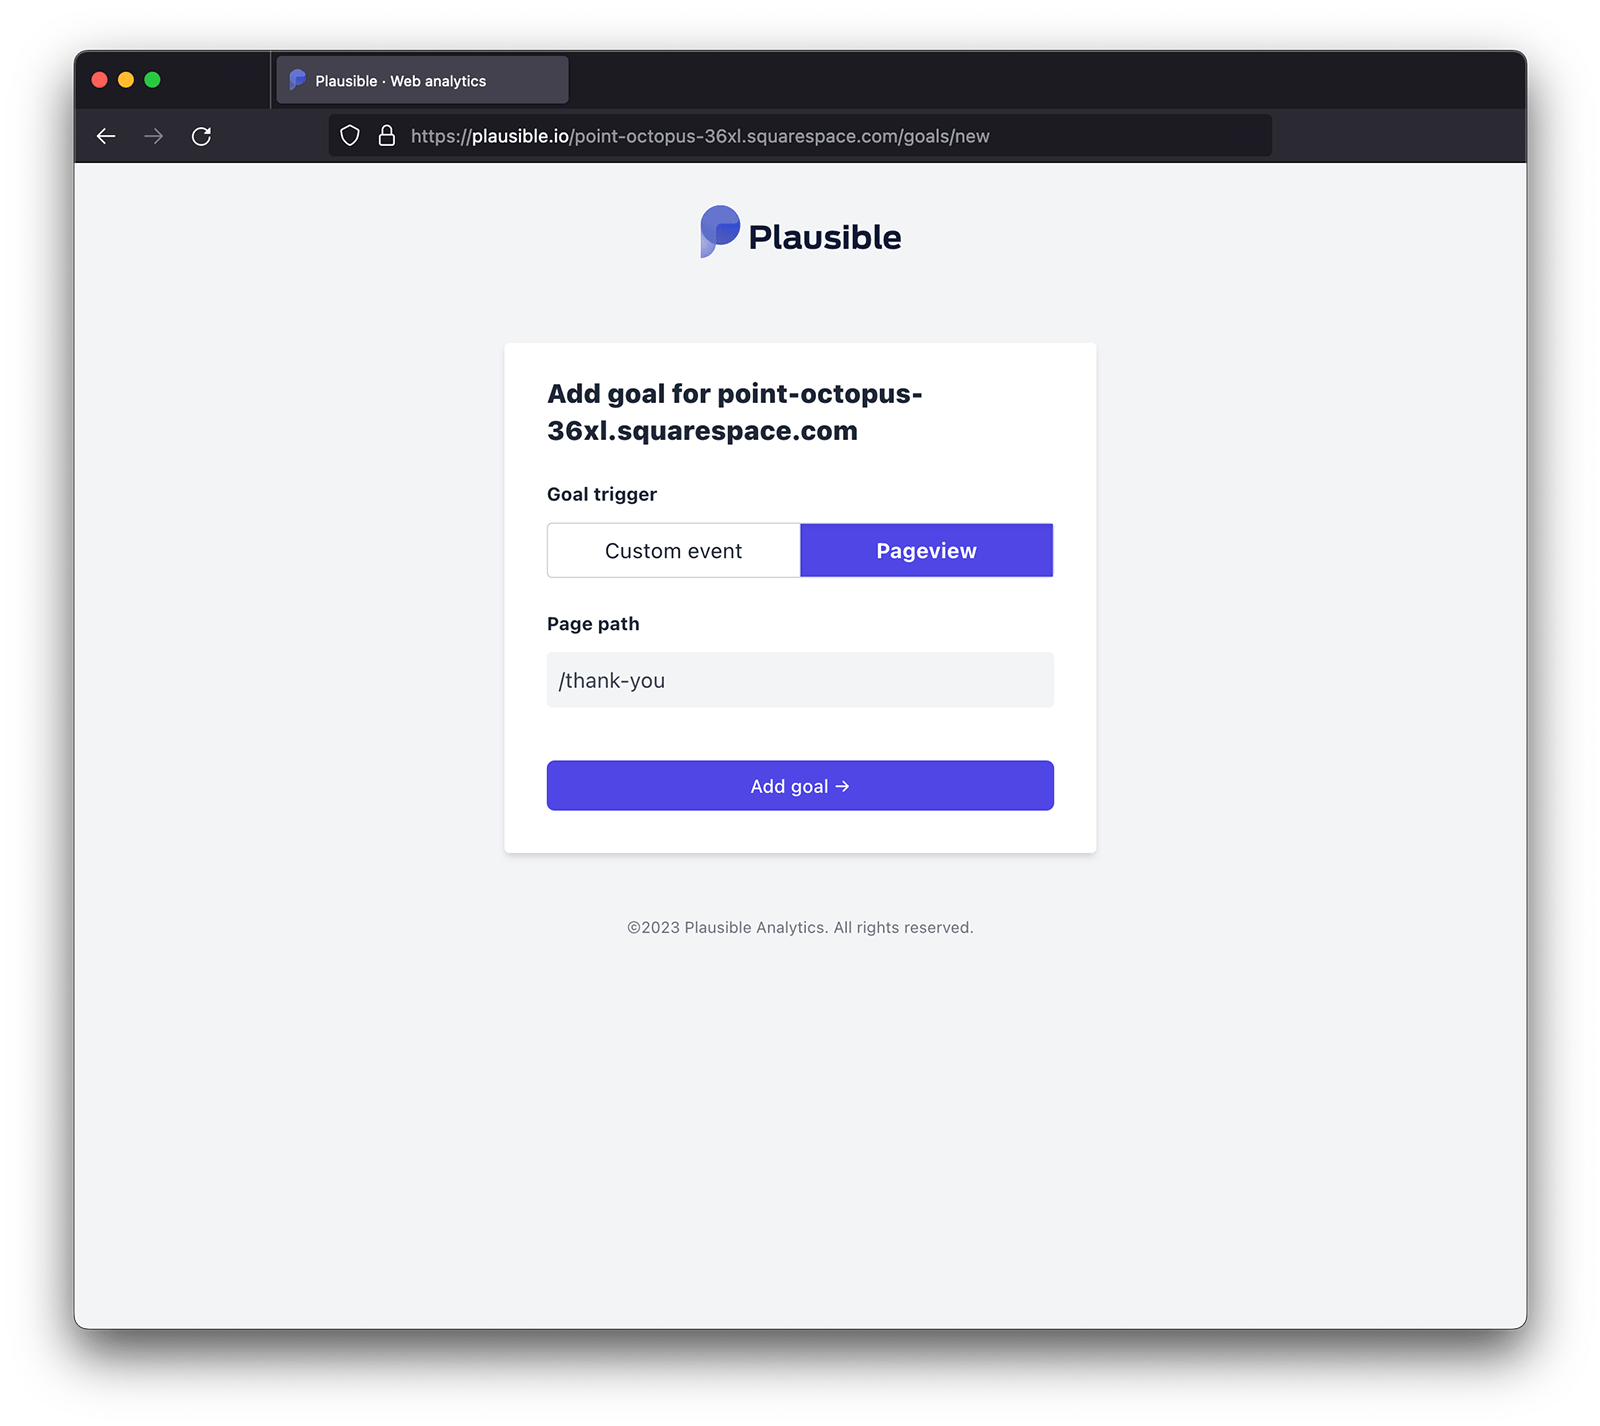 Plausible · Web analytics
https://plausible.io/point-octopus-36xl.squarespace.com/goals/new
Plausible
Add goal for point-octopus-
36xl.squarespace.com
Goal trigger
Custom event
Pageview
Page path
/thank-you
Add goal →
©2023 Plausible Analytics. All rights reserved.